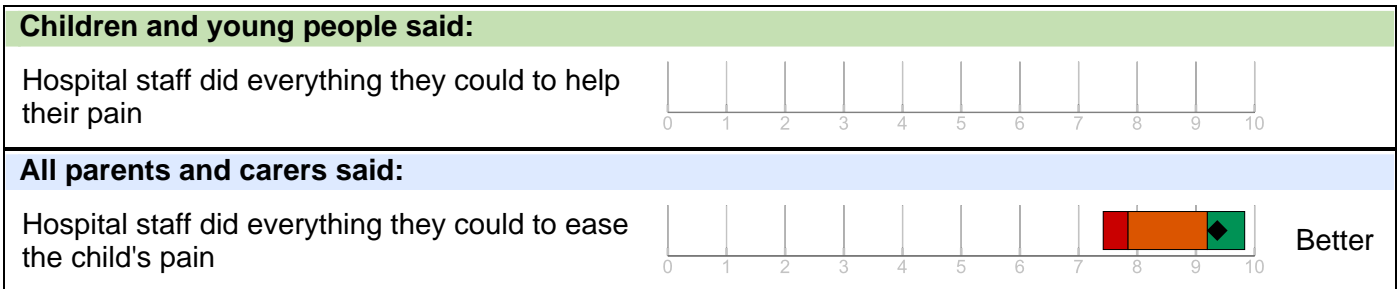 Children and young people said:
Hospital staff did everything they could to help
their pain
0 1 2 3 4 5 6 7 8 9 10
All parents and carers said:
Hospital staff did everything they could to ease
the child's pain
0 1 2 3 4 5 6 7 8 9 10
Better